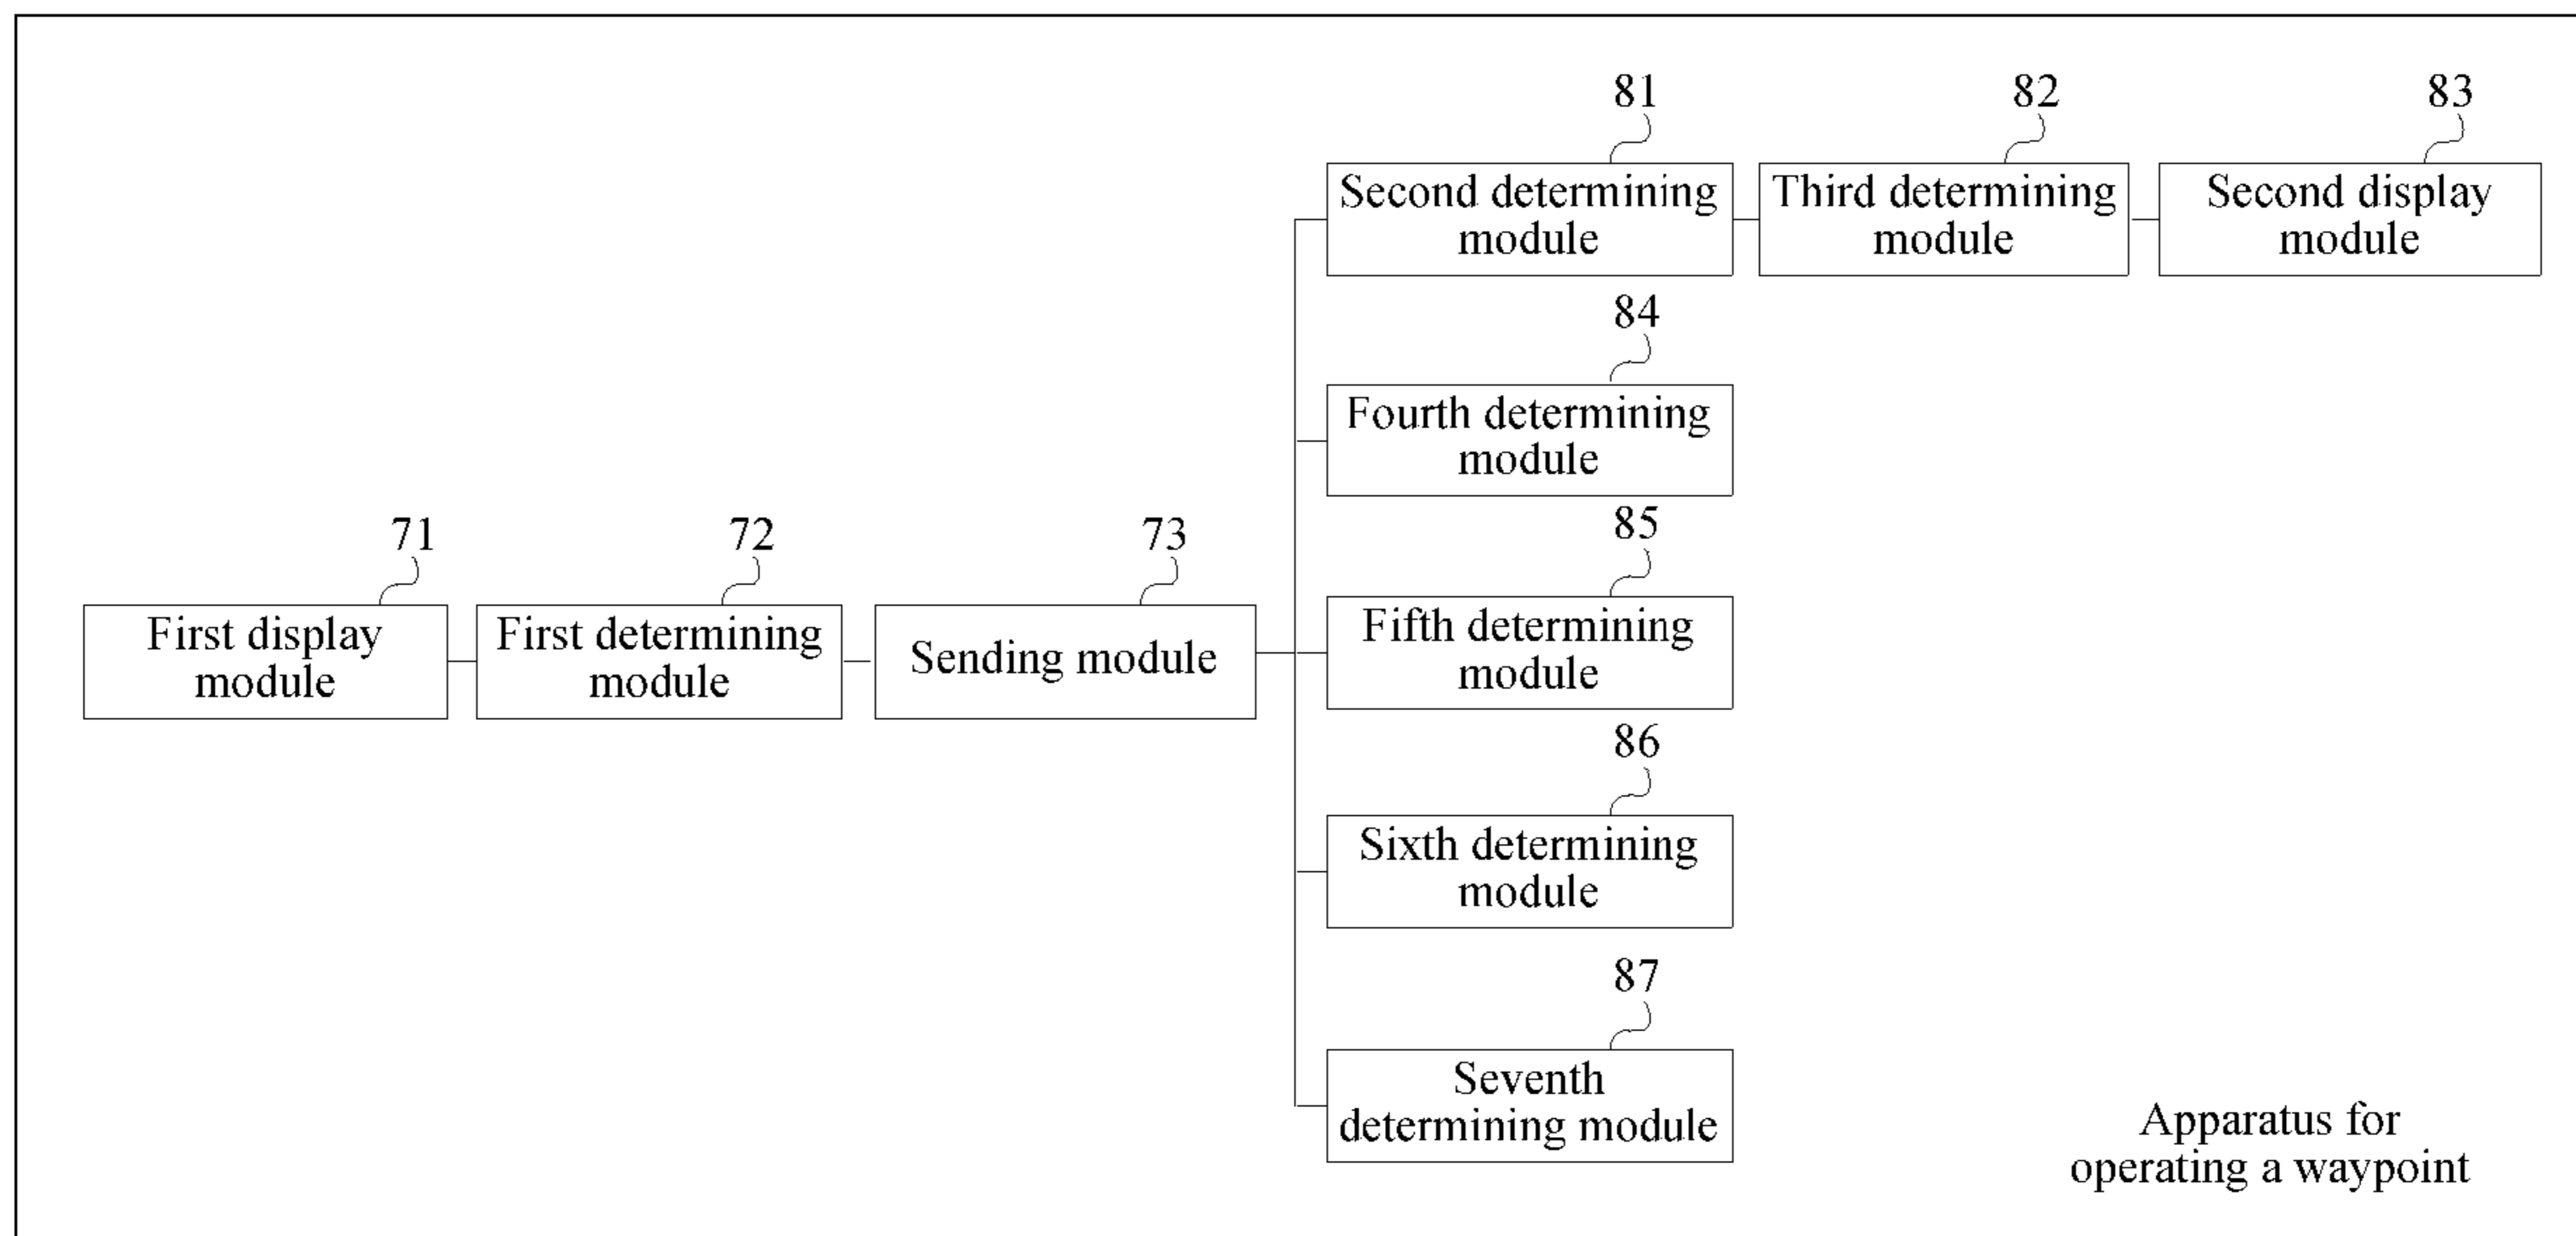 81
82
83
Second determining
module
Third determining
module
Second display
module
84
Fourth determining
module
85
Fifth determining
module
71
72
73
First display
module
First determining
module
Sending module
86
Sixth determining
module
87
Seventh
determining module
Apparatus for
operating a waypoint